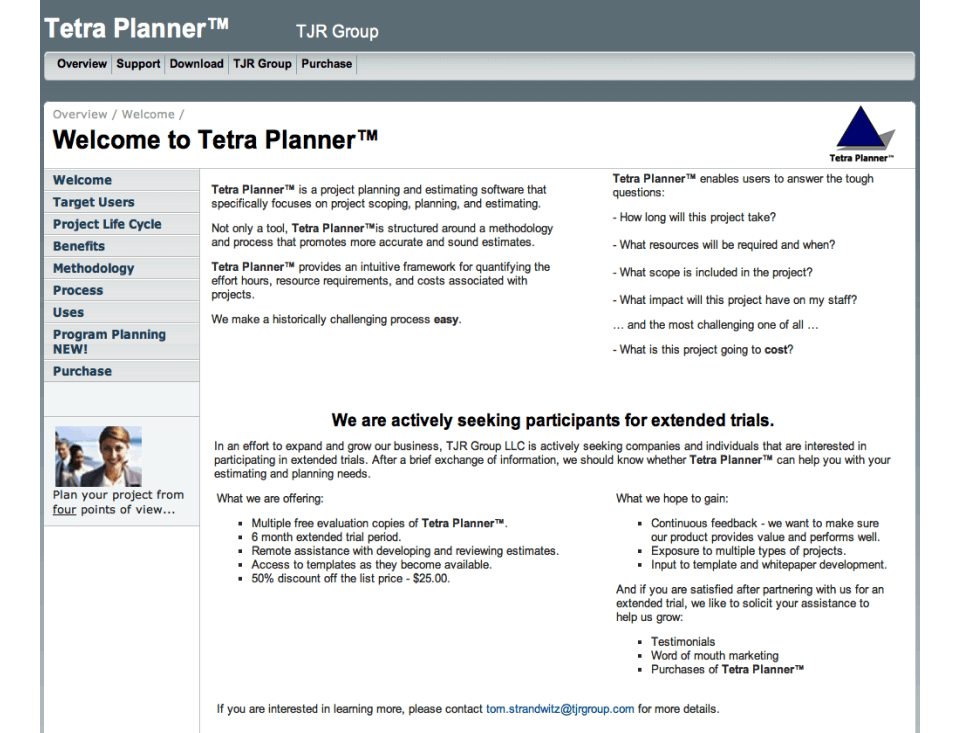 Tetra Planner™
TJR Group
Overview
Support
Download
TJR Group
Purchase
Overview / Welcome /
Welcome to Tetra Planner™
Tetra Planner™
Welcome
Target Users
Project Life Cycle
Benefits
Methodology
Process
Uses
Program Planning
NEW!
Purchase
Plan your project from
four points of view...
Tetra Planner™ is a project planning and estimating software that
specifically focuses on project scoping, planning, and estimating.
Not only a tool, Tetra Planner™is structured around a methodology
and process that promotes more accurate and sound estimates.
Tetra Planner™ provides an intuitive framework for quantifying the
effort hours, resource requirements, and costs associated with
projects.
We make a historically challenging process easy.
Tetra Planner™ enables users to answer the tough
questions:
- How long will this project take?
- What resources will be required and when?
- What scope is included in the project?
- What impact will this project have on my staff?
… and the most challenging one of all …
- What is this project going to cost?
We are actively seeking participants for extended trials.
In an effort to expand and grow our business, TJR Group LLC is actively seeking companies and individuals that are interested in
participating in extended trials. After a brief exchange of information, we should know whether Tetra Planner™ can help you with your
estimating and planning needs.
What we are offering:
▪ Multiple free evaluation copies of Tetra Planner™.
▪ 6 month extended trial period.
▪ Remote assistance with developing and reviewing estimates.
▪ Access to templates as they become available.
▪ 50% discount off the list price - $25.00.
What we hope to gain:
▪ Continuous feedback - we want to make sure
our product provides value and performs well.
▪ Exposure to multiple types of projects.
▪ Input to template and whitepaper development.
And if you are satisfied after partnering with us for an
extended trial, we like to solicit your assistance to
help us grow:
▪ Testimonials
▪ Word of mouth marketing
▪ Purchases of Tetra Planner™
If you are interested in learning more, please contact tom.strandwitz@tjrgroup.com for more details.